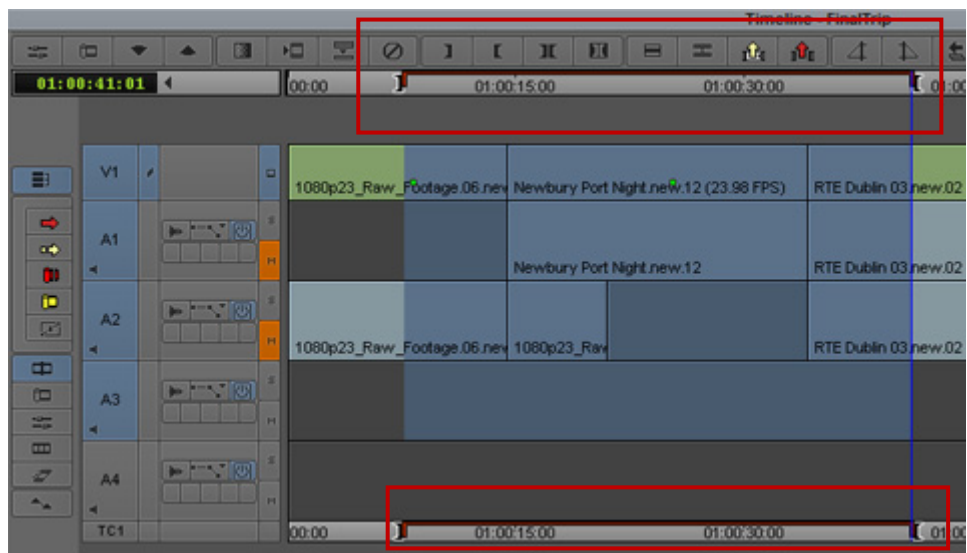 Timeline - FinalTrip
01:00:41:01
00:00 01:00:15:00 01:00:30:00 01:00
V1
1080p23_Raw_Footage.06.new Newbury Port Night.new.12 (23.98 FPS) RTE Dublin 03.new.02
A1 S
M
Newbury Port Night.new.12 RTE Dublin 03.new.02
A2 S
M
1080p23_Raw_Footage.06.new 1080p23_Raw RTE Dublin 03.new.02
A3 S
M
A4 S
M
TC1 00:00 01:00:15:00 01:00:30:00 01:00